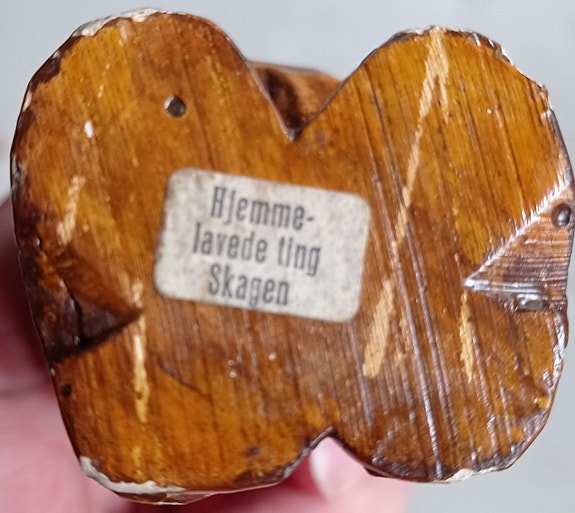 Hjemme-
lavede ting
Skagen